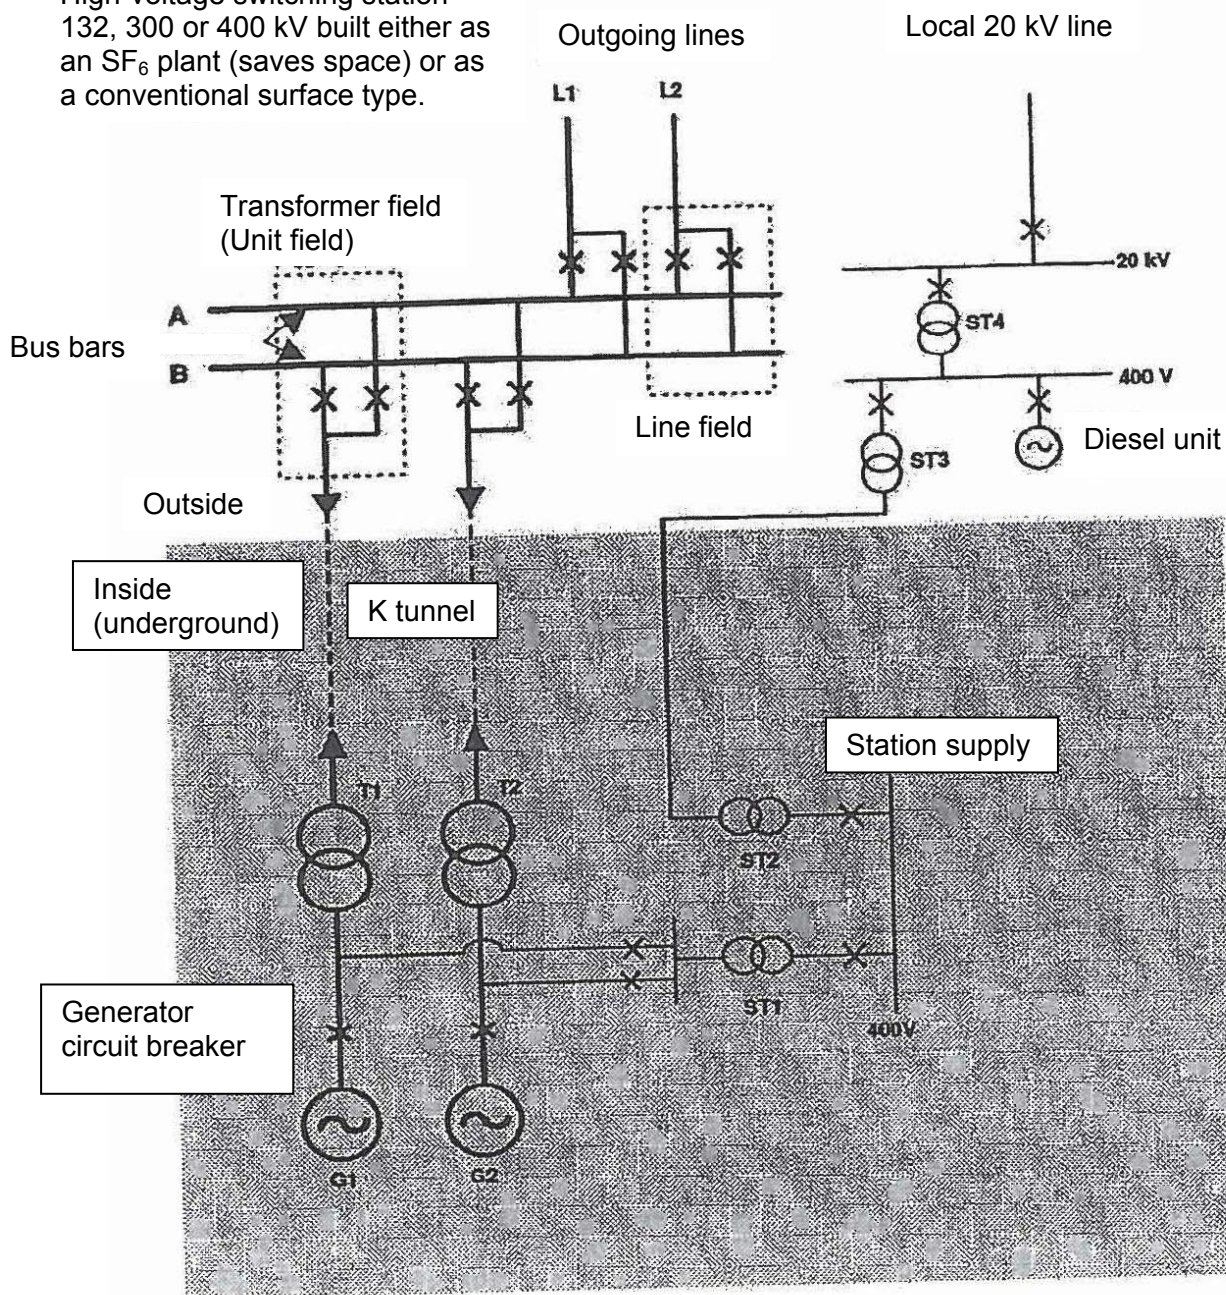 High voltage switching station
132, 300 or 400 kV built either as
an SF6 plant (saves space) or as
a conventional surface type.
Outgoing lines
Local 20 kV line
L1
L2
Transformer field
(Unit field)
20 kV
A
ST4
Bus bars
B
400 V
Line field
Diesel unit
ST3
Outside
Inside
(underground)
K tunnel
Station supply
T1
T2
ST2
ST1
Generator
circuit breaker
400V
G1
G2